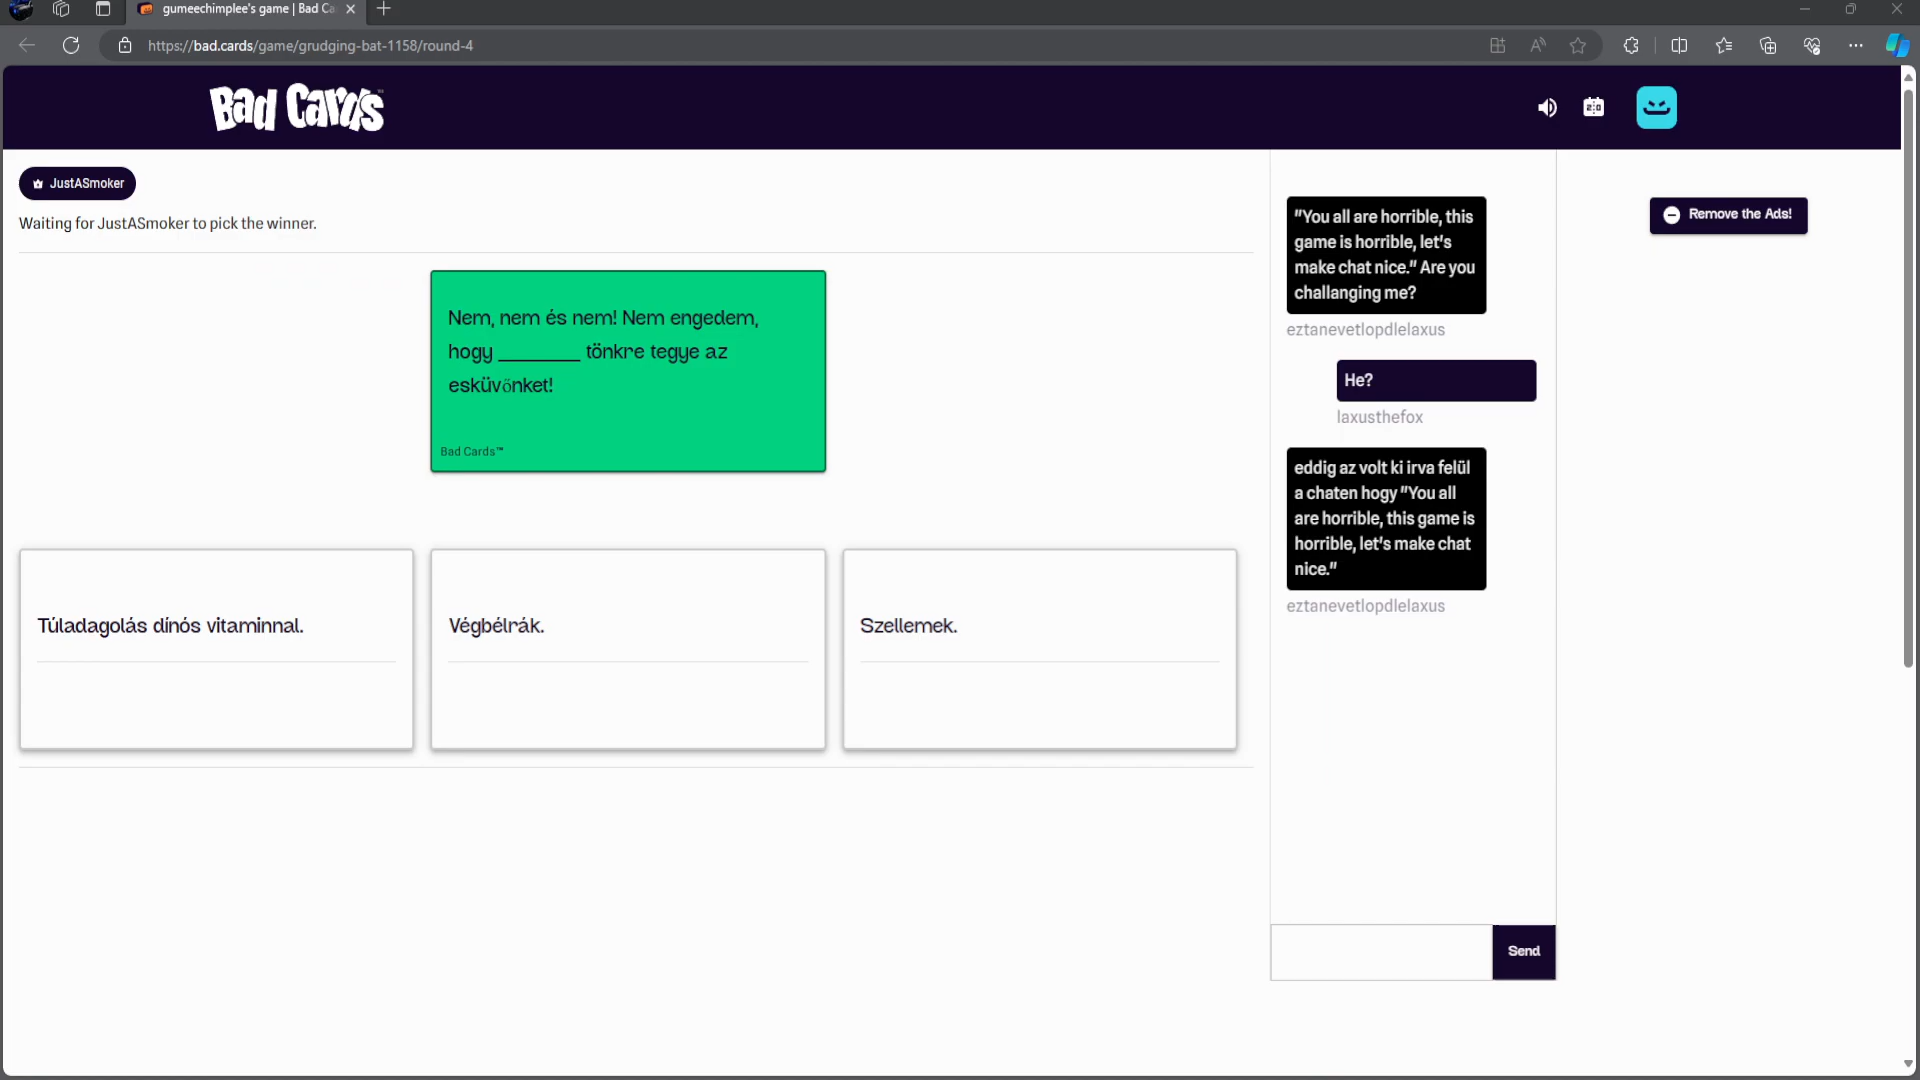 gumeechimplee's game | Bad Ca
https://bad.cards/game/grudging-bat-1158/round-4
Bad Cards
JustASmoker
Waiting for JustASmoker to pick the winner.
Nem, nem és nem! Nem engedem,
hogy ________ tönkre tegye az
esküvőnket!
Bad Cards™
Túladagolás dínós vitaminnal.
Végbélrák.
Szellemek.
"You all are horrible, this
game is horrible, let's
make chat nice." Are you
challanging me?
eztanevetlopdlelaxus
He?
laxusthefox
eddig az volt ki irva felül
a chaten hogy "You all
are horrible, this game is
horrible, let's make chat
nice."
eztanevetlopdlelaxus
Send
Remove the Ads!